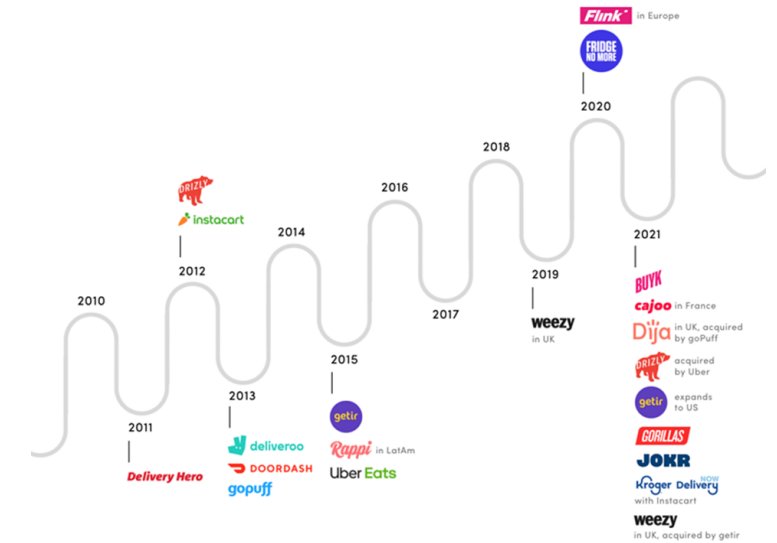 Flink in Europe
FRIDGE
NO MORE
2020
2018
2016
DRIZLY
instacart
2014
2012
2010
2021
2019
2017
2015
2013
2011
BUYK
cajoo in France
Dija in UK, acquired
by goPuff
DRIZLY acquired
by Uber
getir expands
to US
GORILLAS
JOKR
Kroger Delivery NOW
with Instacart
weezy
in UK, acquired by getir
weezy
in UK
getir
Rappi in LatAm
Uber Eats
deliveroo
DOORDASH
gopuff
Delivery Hero